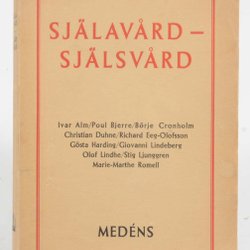 SJÄLAVÅRD –
SJÄLSVÅRD
Ivar Alm/Poul Bjerre/Börje Cronholm
Christian Duhne/Richard Eeg-Olofsson
Gösta Harding/Giovanni Lindeberg
Olof Lindhe/Stig Ljunggren
Marie-Marthe Romell
MEDÉNS